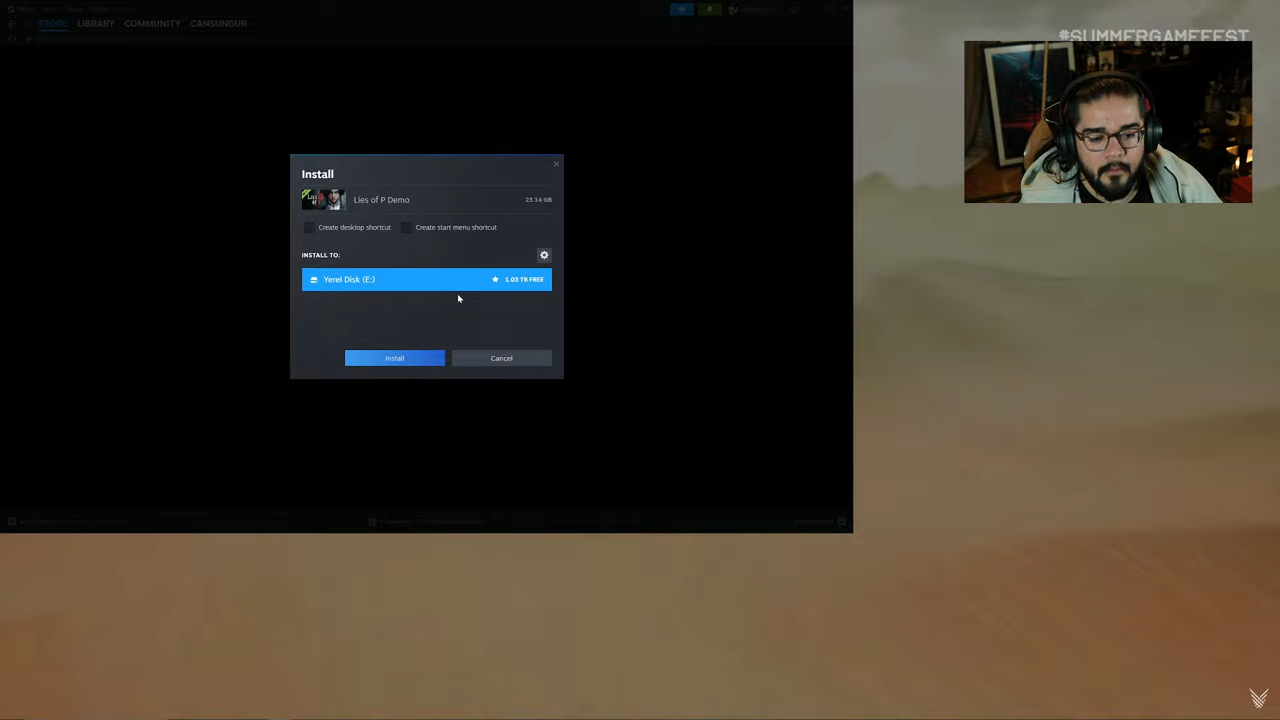 STORE LIBRARY COMMUNITY CANSUNGUR
#SUMMERGAMEFEST
Install
Lies of P Demo 23.14 GB
Create desktop shortcut Create start menu shortcut
INSTALL TO:
Yerel Disk (E:) 1.03 TB FREE
Install Cancel